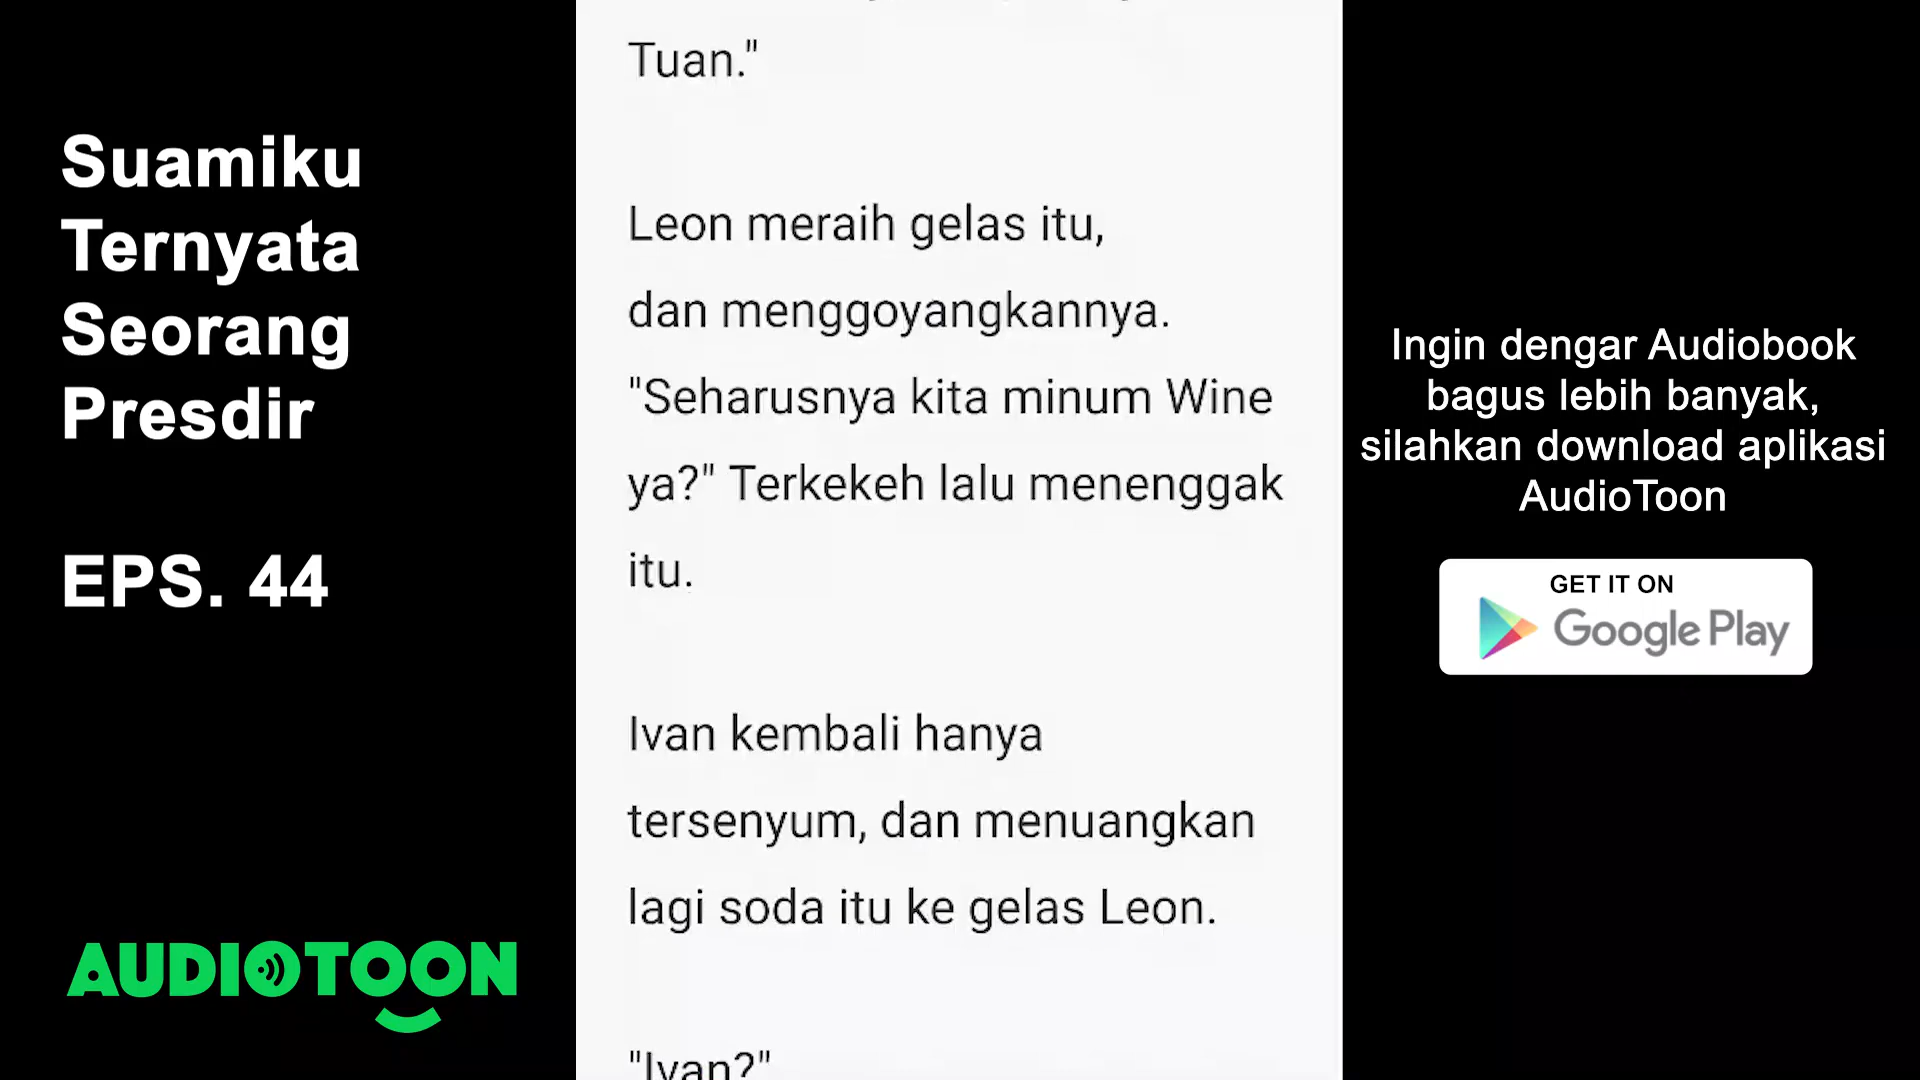 Suamiku
Ternyata
Seorang
Presdir
EPS. 44
AUDIOTOON
Tuan."
Leon meraih gelas itu,
dan menggoyangkannya.
"Seharusnya kita minum Wine
ya?" Terkekeh lalu menenggak
itu.
Ivan kembali hanya
tersenyum, dan menuangkan
lagi soda itu ke gelas Leon.
"Ivan?"
Ingin dengar Audiobook
bagus lebih banyak,
silahkan download aplikasi
AudioToon
GET IT ON
Google Play